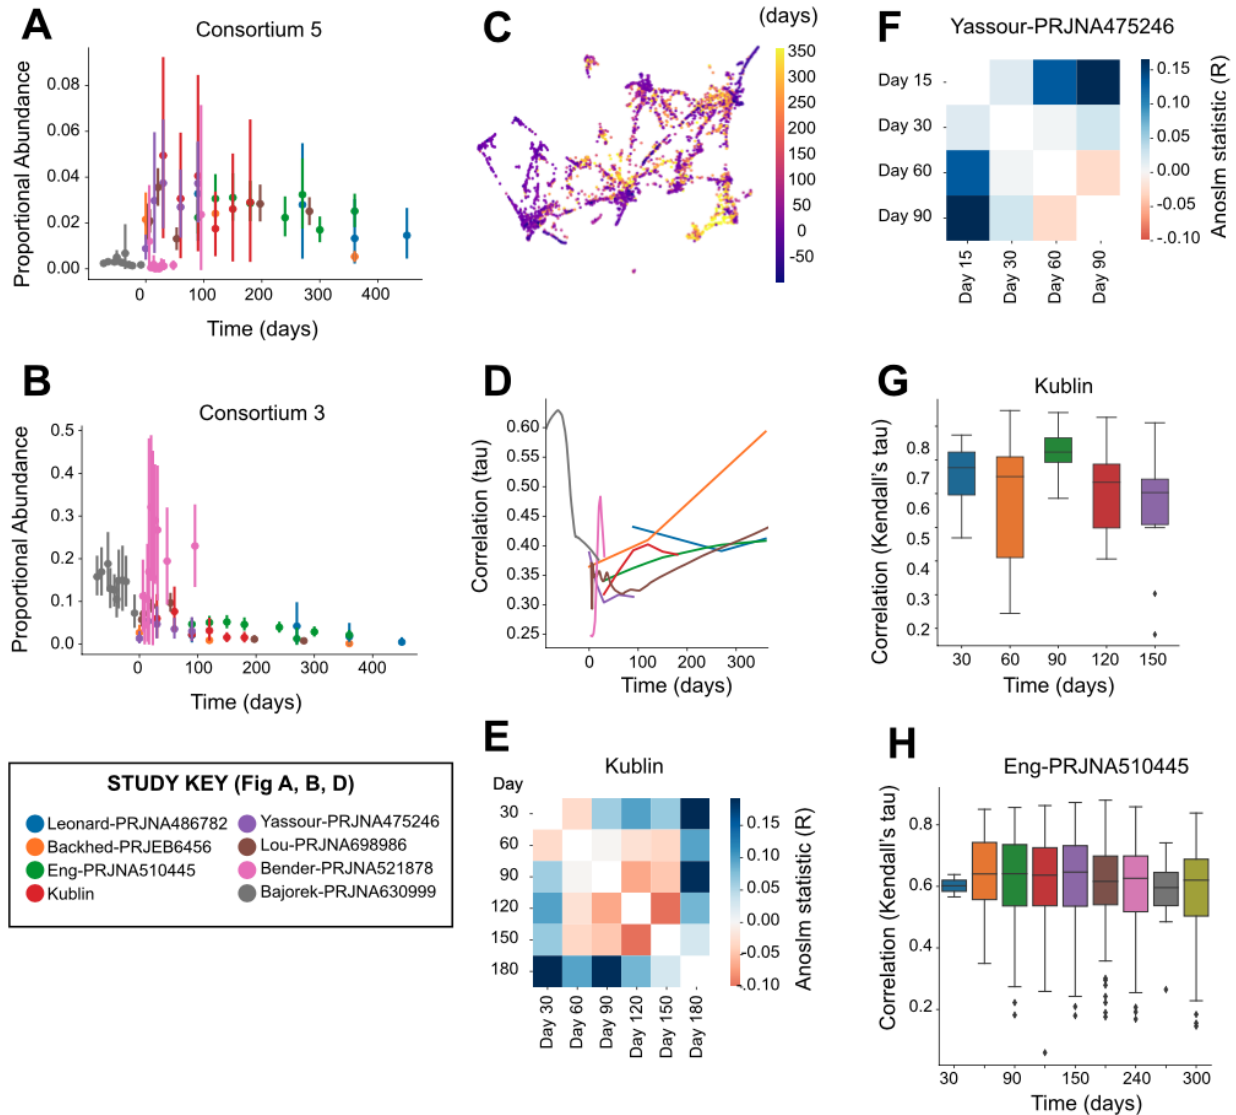 A
Consortium 5
Proportional Abundance
0.08
0.06
0.04
0.02
0.00
0
100
200
300
400
Time (days)
B
Consortium 3
Proportional Abundance
0.5
0.4
0.3
0.2
0.1
0.0
0
100
200
300
400
Time (days)
STUDY KEY (Fig A, B, D)
Leonard-PRJNA486782
Backhed-PRJEB6456
Eng-PRJNA510445
Kublin
Yassour-PRJNA475246
Lou-PRJNA698986
Bender-PRJNA521878
Bajorek-PRJNA630999
C
(days)
350
300
250
200
150
100
50
0
-50
D
Correlation (tau)
0.60
0.55
0.50
0.45
0.40
0.35
0.30
0.25
0
100
200
300
Time (days)
E
Kublin
Day
30
60
90
120
150
180
Day 30
Day 60
Day 90
Day 120
Day 150
Day 180
0.15
0.10
0.05
0.00
-0.05
-0.10
Anoslm statistic (R)
F
Yassour-PRJNA475246
Day 15
Day 30
Day 60
Day 90
Day 15
Day 30
Day 60
Day 90
0.15
0.10
0.05
0.00
-0.05
-0.10
Anoslm statistic (R)
G
Kublin
Correlation (Kendall's tau)
0.8
0.7
0.6
0.5
0.4
0.3
0.2
30
60
90
120
150
Time (days)
H
Eng-PRJNA510445
Correlation (Kendall's tau)
0.8
0.6
0.4
0.2
30
90
150
240
300
Time (days)